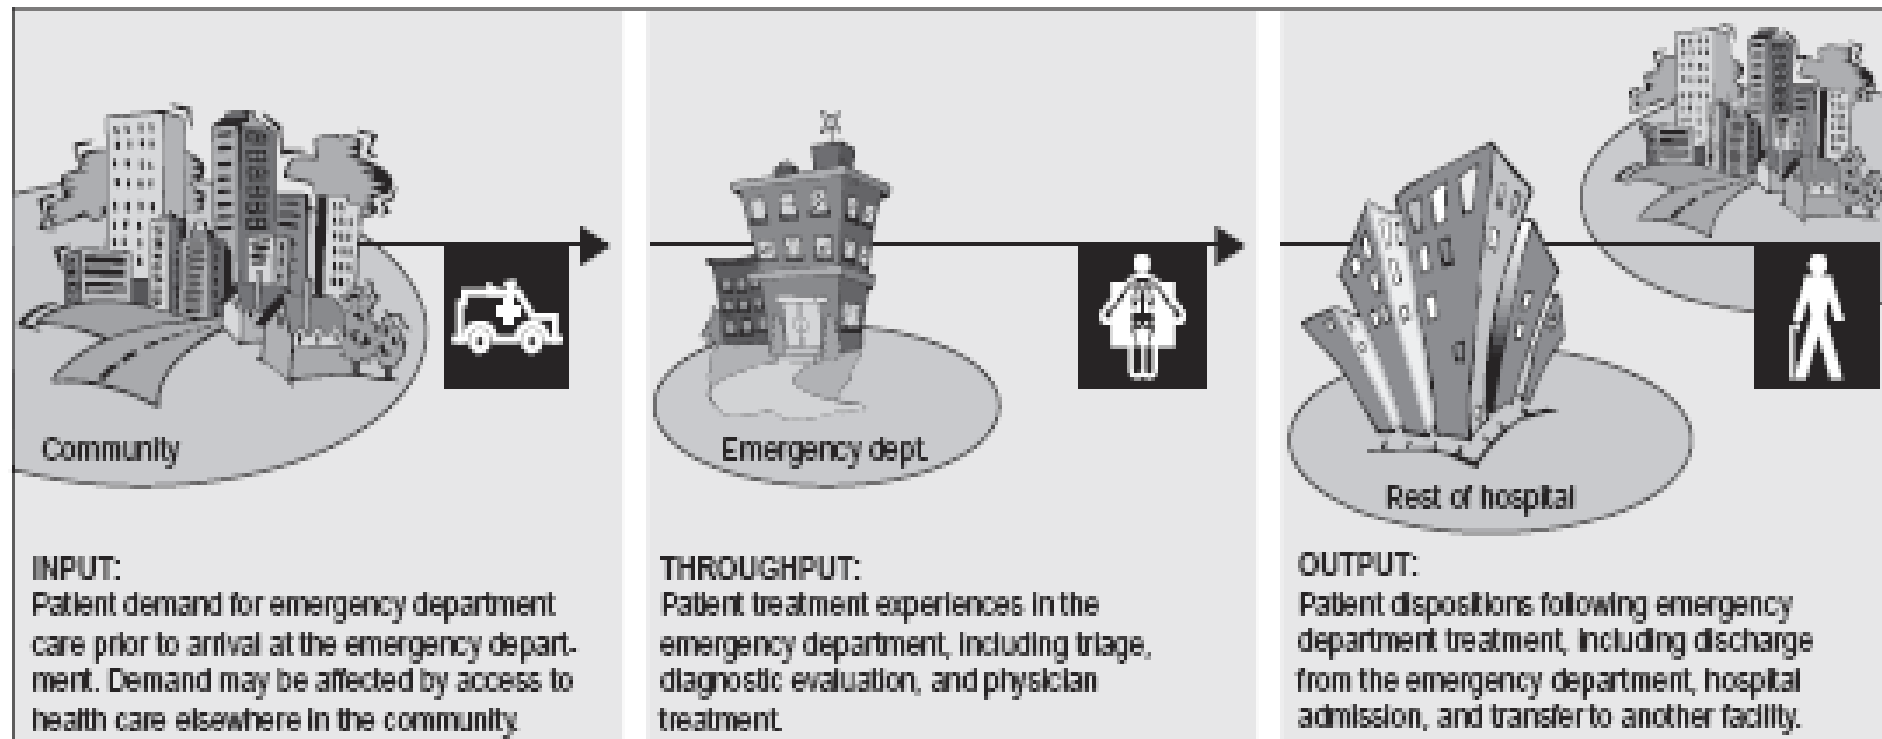 Community
INPUT:
Patient demand for emergency department
care prior to arrival at the emergency depart-
ment. Demand may be affected by access to
health care elsewhere in the community.
Emergency dept.
THROUGHPUT:
Patient treatment experiences in the
emergency department, including triage,
diagnostic evaluation, and physician
treatment.
Rest of hospital
OUTPUT:
Patient dispositions following emergency
department treatment, including discharge
from the emergency department, hospital
admission, and transfer to another facility.